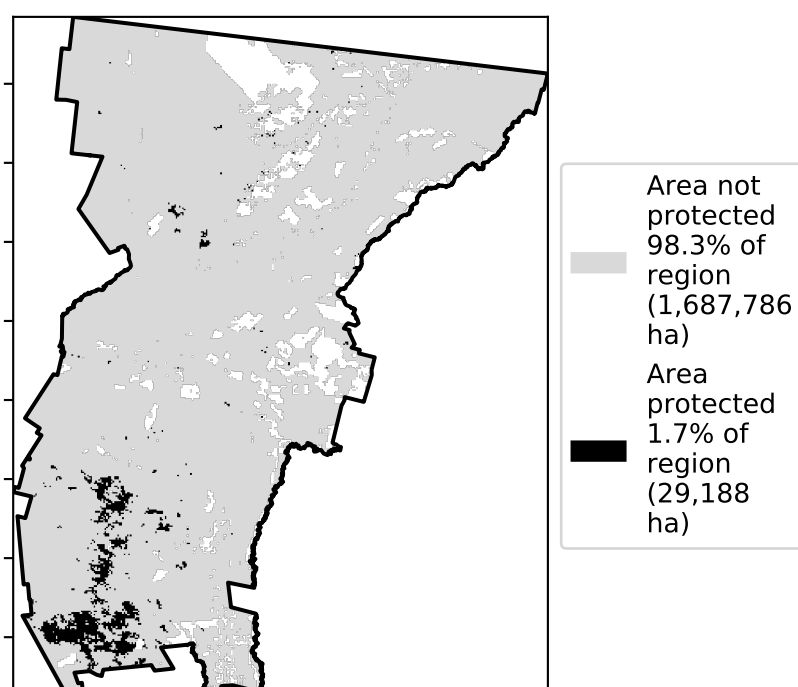 Area not
protected
98.3% of
region
(1,687,786
ha)
Area
protected
1.7% of
region
(29,188
ha)